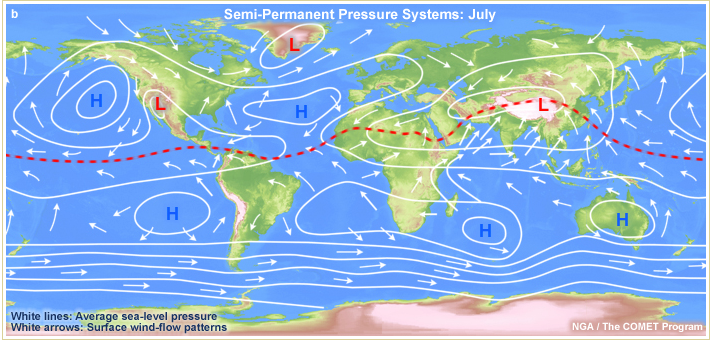 b
Semi-Permanent Pressure Systems: July
L
H
L
H
L
H
H
H
White lines: Average sea-level pressure
White arrows: Surface wind-flow patterns
NGA / The COMET Program